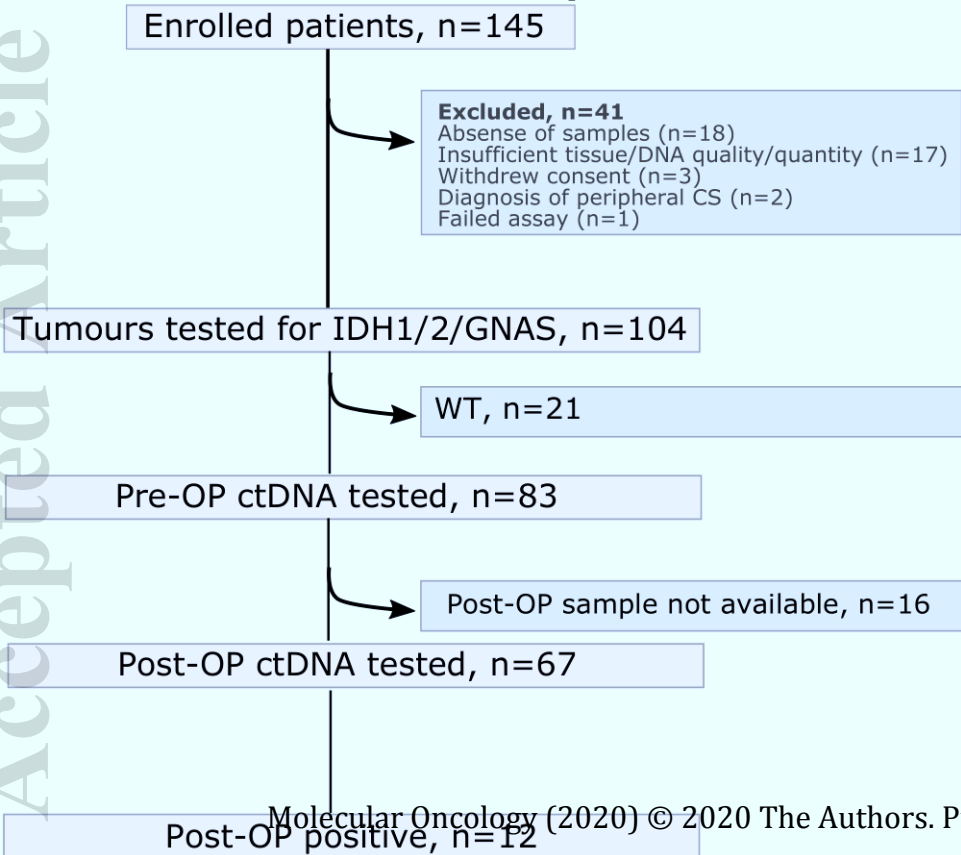 Enrolled patients, n=145
Excluded, n=41
Absense of samples (n=18)
Insufficient tissue/DNA quality/quantity (n=17)
Withdrew consent (n=3)
Diagnosis of peripheral CS (n=2)
Failed assay (n=1)
Tumours tested for IDH1/2/GNAS, n=104
WT, n=21
Pre-OP ctDNA tested, n=83
Post-OP sample not available, n=16
Post-OP ctDNA tested, n=67
Molecular Oncology (2020) © 2020 The Authors. P
Post-OP positive, n=12
Accepted Article